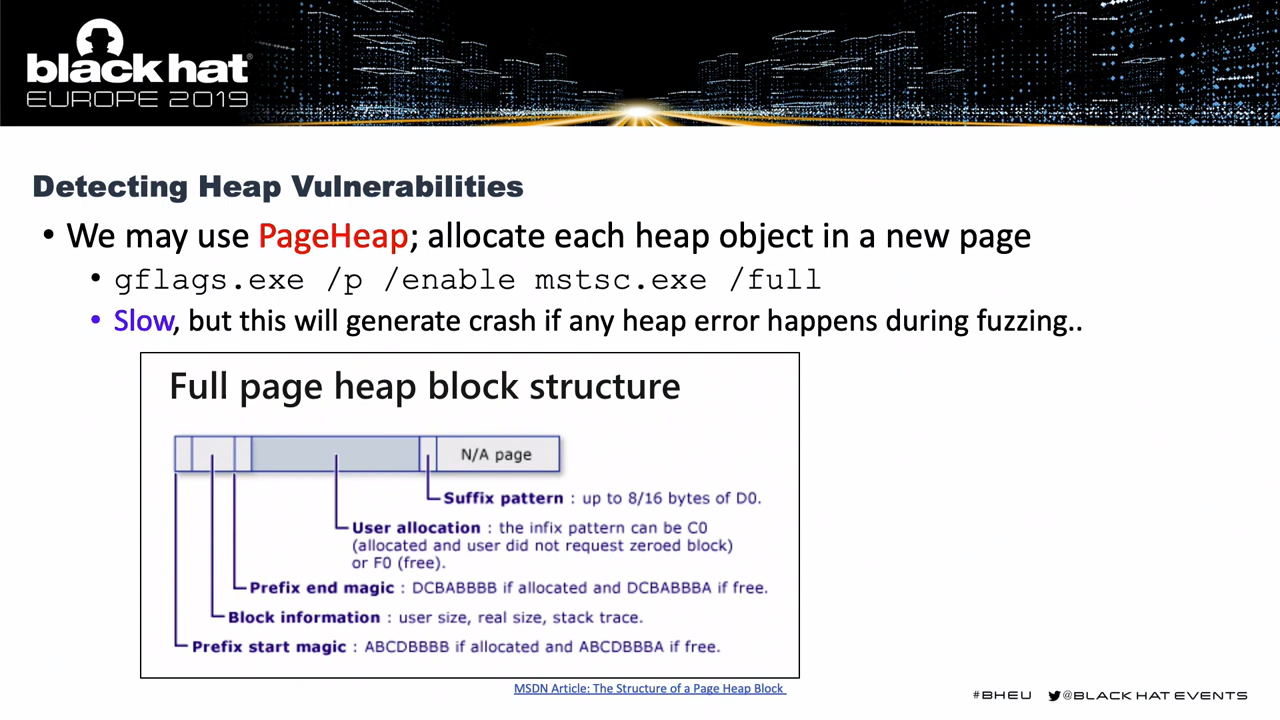 black hat®
EUROPE 2019
Detecting Heap Vulnerabilities
• We may use PageHeap; allocate each heap object in a new page
• gflags.exe /p /enable mstsc.exe /full
• Slow, but this will generate crash if any heap error happens during fuzzing..
Full page heap block structure
N/A page
Suffix pattern : up to 8/16 bytes of D0.
User allocation : the infix pattern can be C0
(allocated and user did not request zeroed block)
or F0 (free).
Prefix end magic : DCBABBBB if allocated and DCBABBBA if free.
Block information : user size, real size, stack trace.
Prefix start magic : ABCDBBBB if allocated and ABCDBBBA if free.
MSDN Article: The Structure of a Page Heap Block
#BHEU @BLACK HAT EVENTS